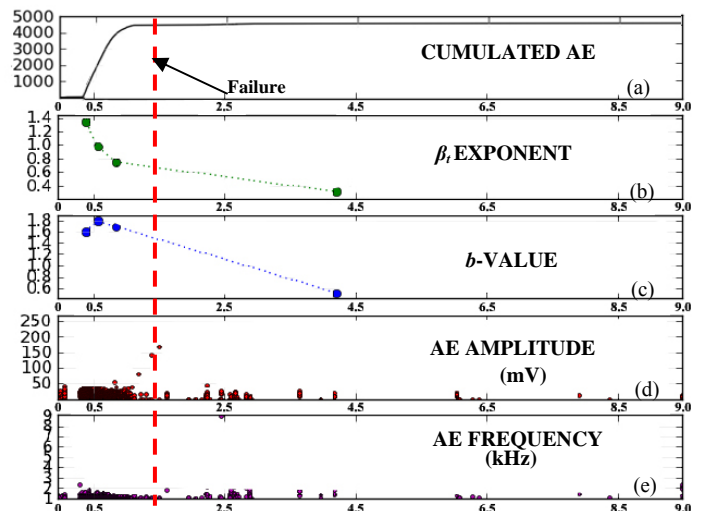 5000
4000
3000
2000
1000
CUMULATED AE
Failure
(a)
0 0.5 2.5 4.5 6.5 8.5 9.0
1.4
1.2
1.0
0.8
0.6
0.4
βt EXPONENT
(b)
0 0.5 2.5 4.5 6.5 8.5 9.0
1.8
1.6
1.4
1.2
1.0
0.8
0.6
b-VALUE
(c)
0 0.5 2.5 4.5 6.5 8.5 9.0
250
200
150
100
50
AE AMPLITUDE
(mV)
(d)
0 0.5 2.5 4.5 6.5 8.5 9.0
9
8
7
6
5
4
3
2
1
AE FREQUENCY
(kHz)
(e)
0 0.5 2.5 4.5 6.5 8.5 9.0